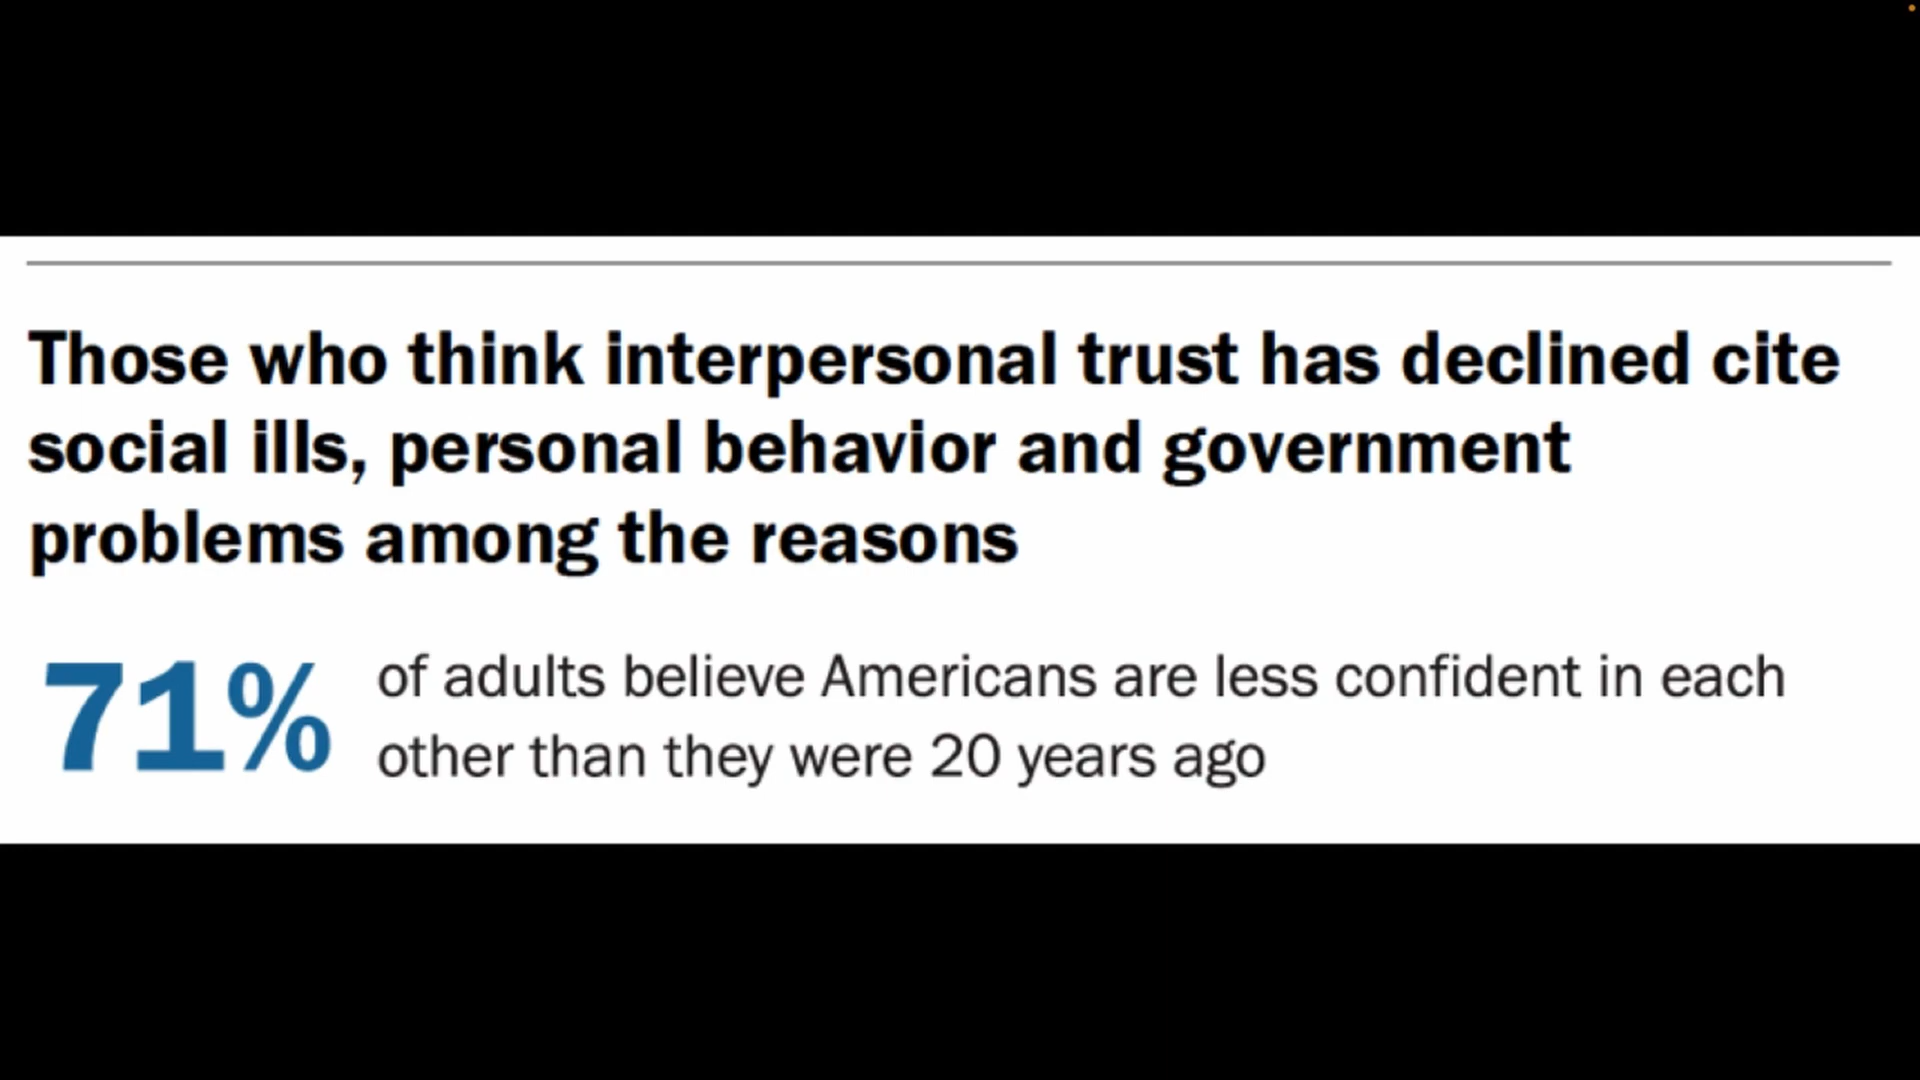 Those who think interpersonal trust has declined cite
social ills, personal behavior and government
problems among the reasons
71%
of adults believe Americans are less confident in each
other than they were 20 years ago